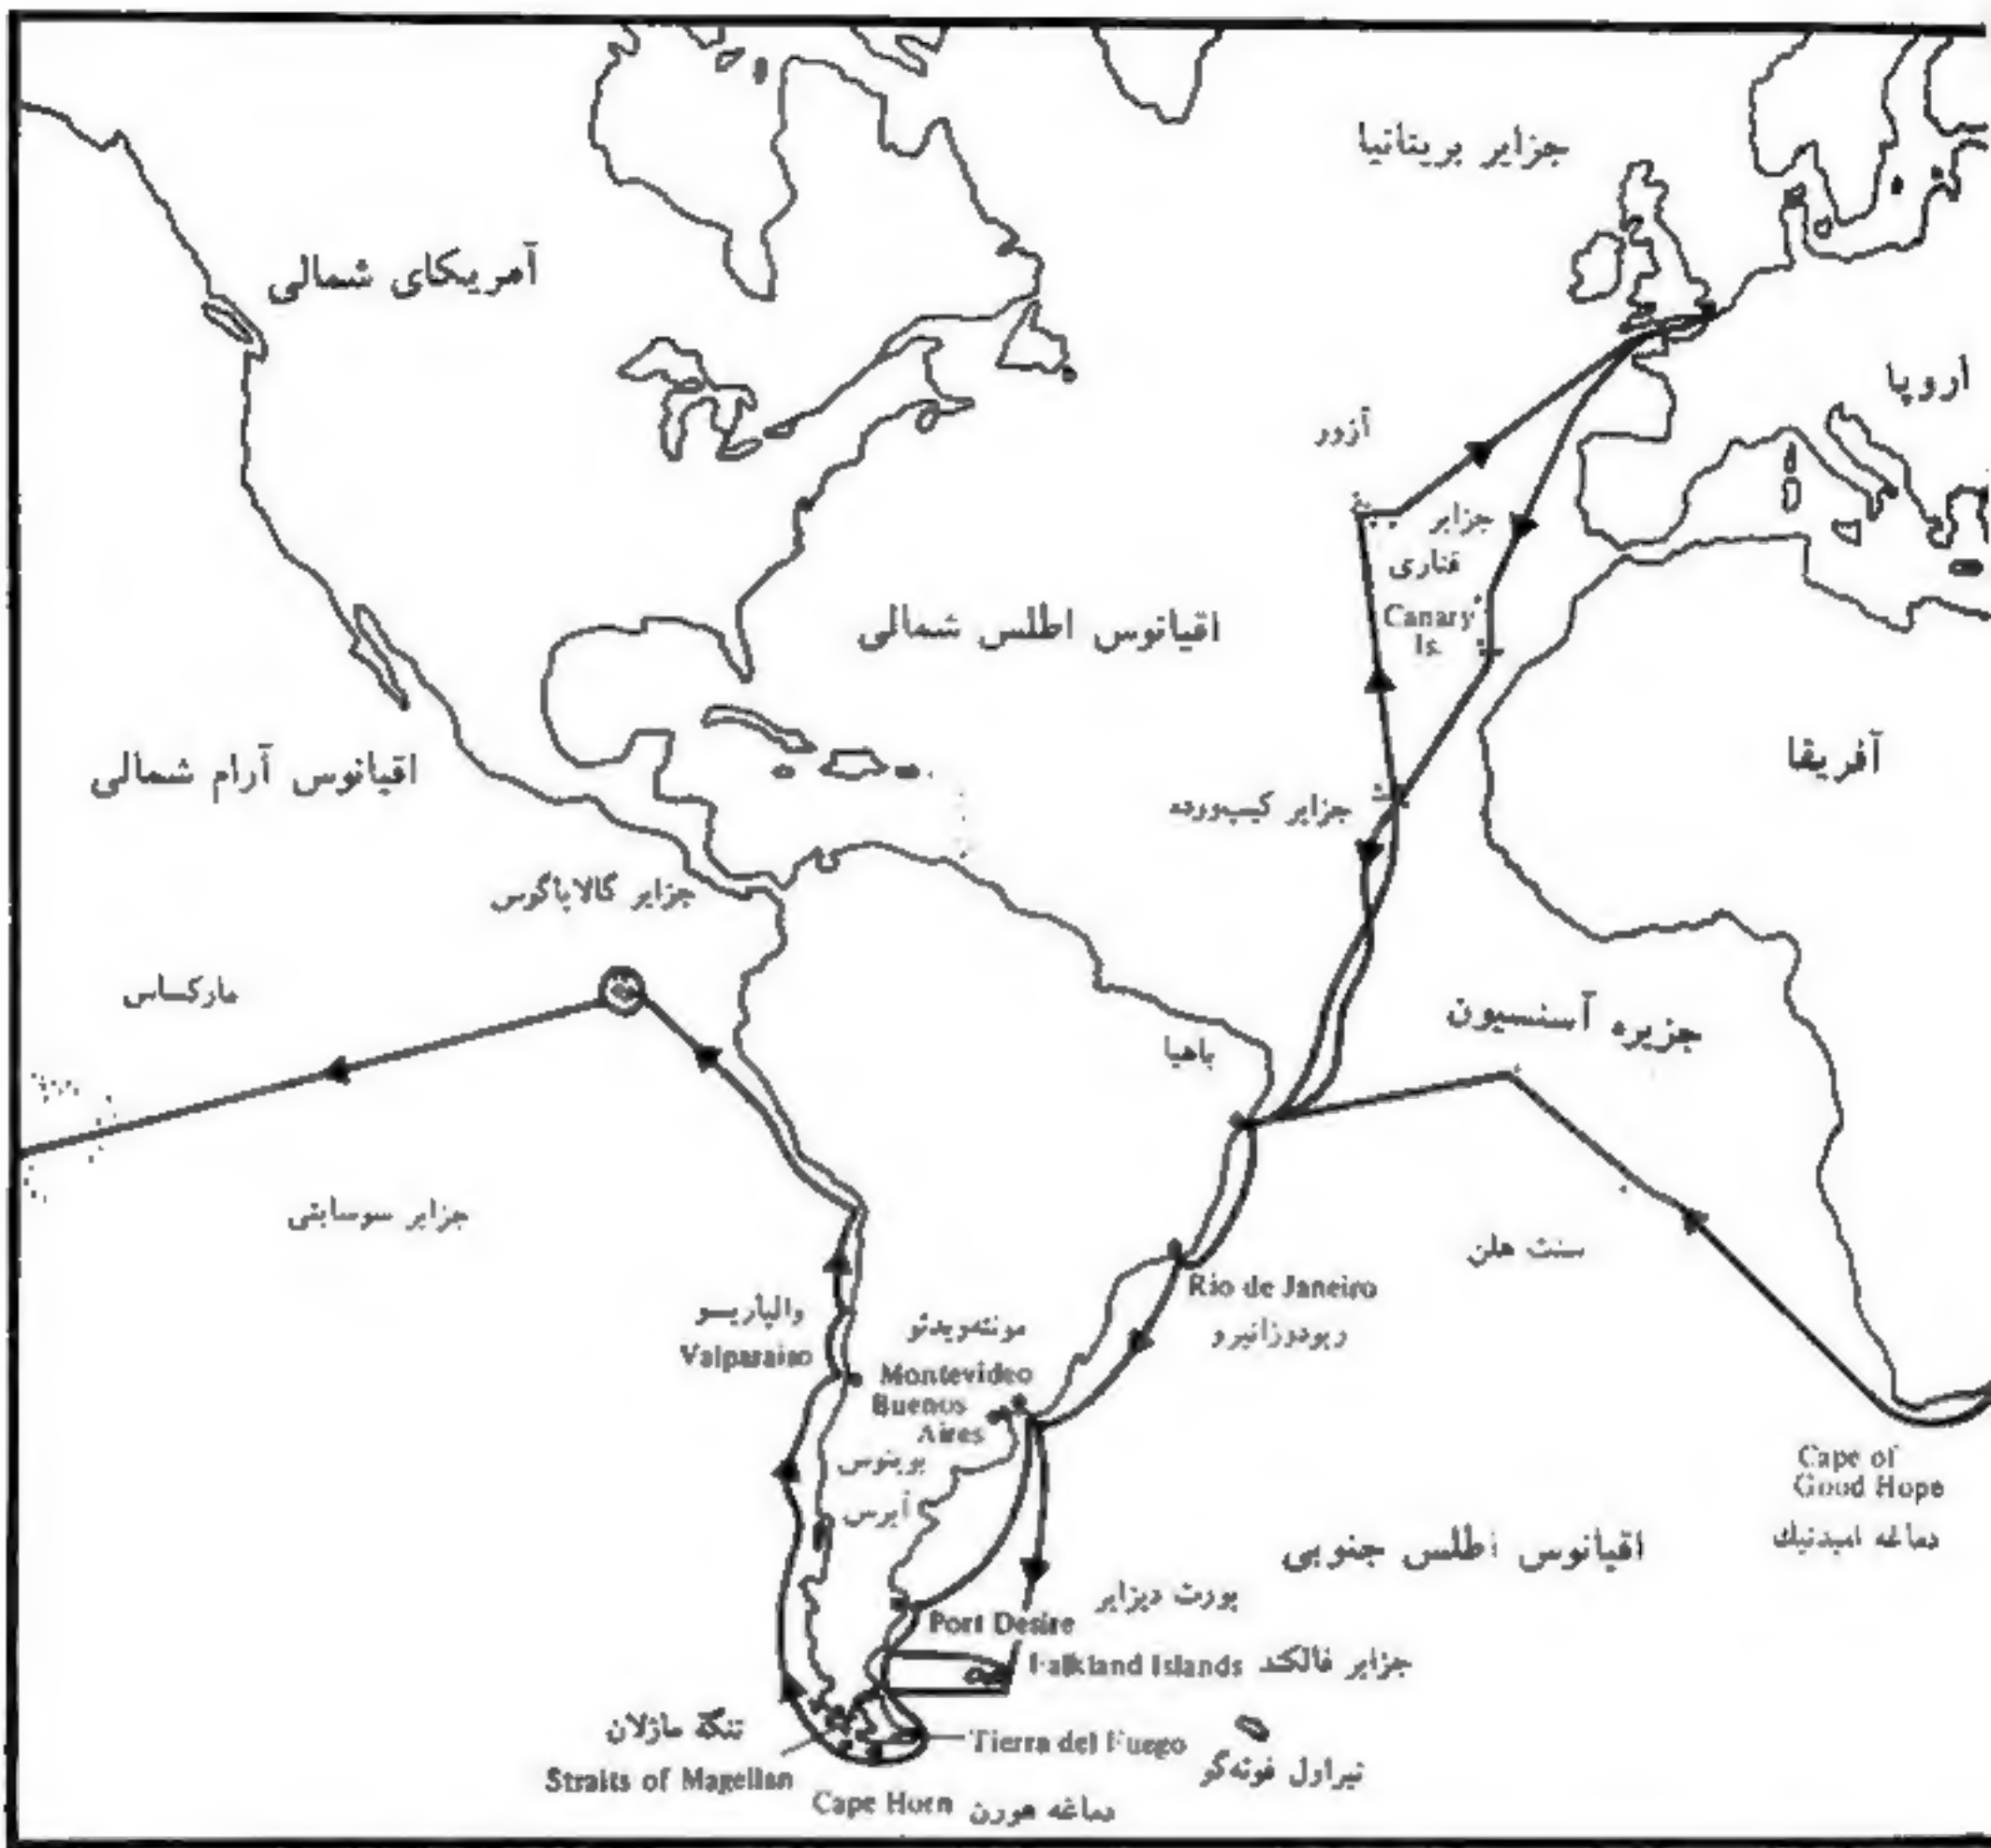 جزایر بریتانیا
آمریکای شمالی
اروپا
آزور
جزایر
قناری
Canary
Is.
اقیانوس اطلس شمالی
آفریقا
اقیانوس آرام شمالی
جزایر کیپ‌وورده
جزایر گالاپاگوس
مارکساس
جزیره آسنسیون
باهیا
جزایر سوسایتی
سنت هلن
Rio de Janeiro
ریودوژانیرو
والپاریسو
Valparaiso
مونته‌ویدئو
Montevideo
Buenos
Aires
بوینوس
آیرس
Cape of
Good Hope
دماغه امیدنیك
اقیانوس اطلس جنوبی
پورت دیزایر
Port Desire
Falkland Islands جزایر فالکند
تنگهٔ ماژلان
Straits of Magellan
Tierra del Fuego
تیراول فوئه‌گو
Cape Horn دماغه هورن